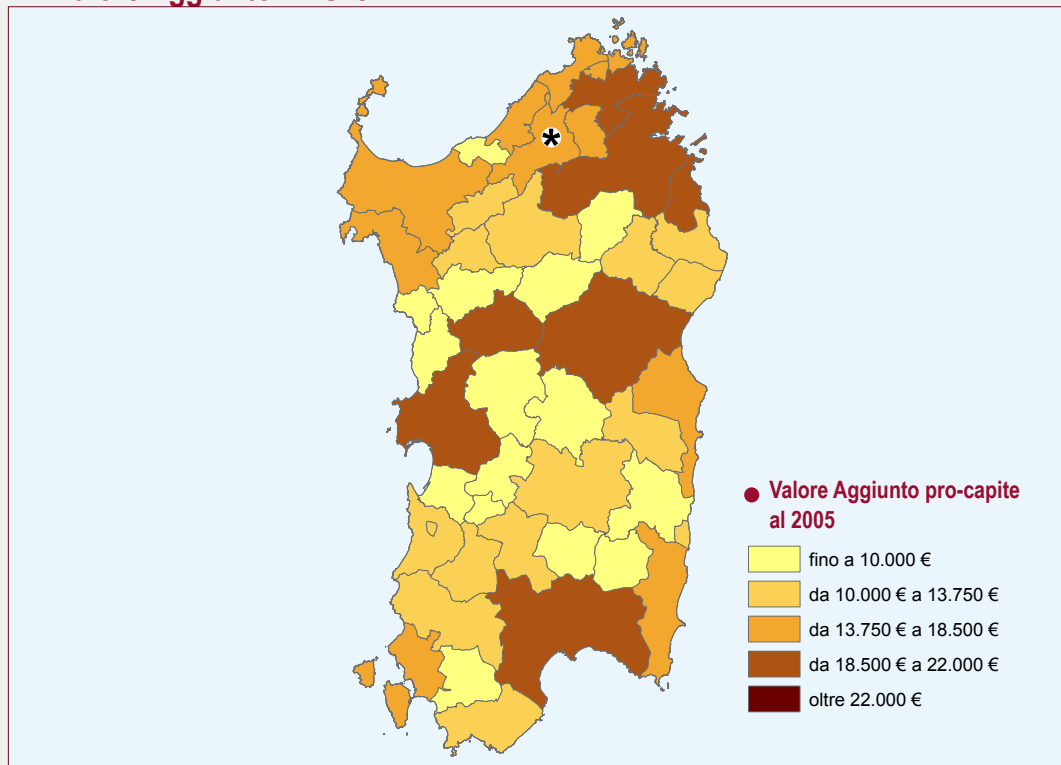 Valore Aggiunto pro-capite
al 2005
fino a 10.000 €
da 10.000 € a 13.750 €
da 13.750 € a 18.500 €
da 18.500 € a 22.000 €
oltre 22.000 €